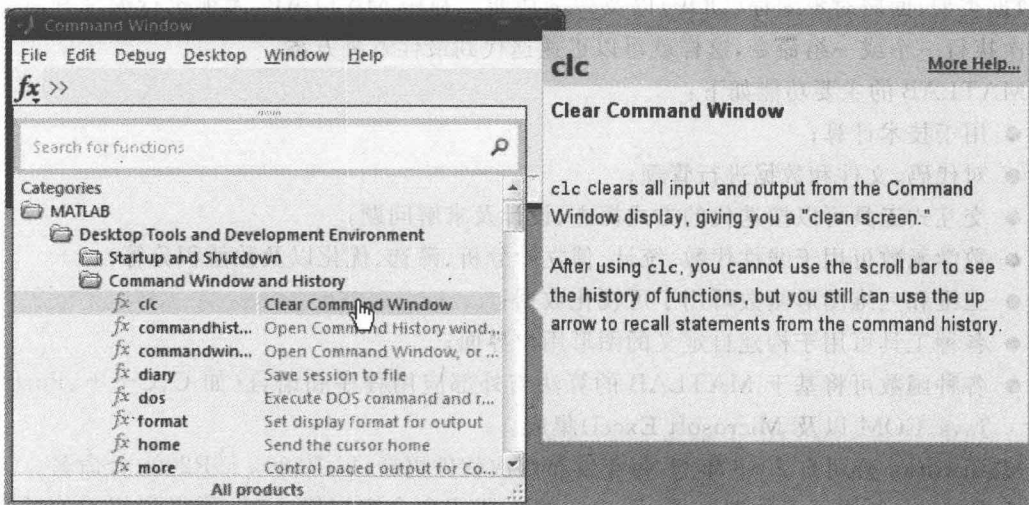 Command Window
File Edit Debug Desktop Window Help
fx >>
Search for functions
Categories
MATLAB
Desktop Tools and Development Environment
Startup and Shutdown
Command Window and History
fx clc Clear Command Window
fx commandhist... Open Command History wind...
fx commandwin... Open Command Window, or ...
fx diary Save session to file
fx dos Execute DOS command and r...
fx format Set display format for output
fx home Send the cursor home
fx more Control paged output for Co...
All products
clc More Help...
Clear Command Window
clc clears all input and output from the Command
Window display, giving you a "clean screen."
After using clc, you cannot use the scroll bar to see
the history of functions, but you still can use the up
arrow to recall statements from the command history.